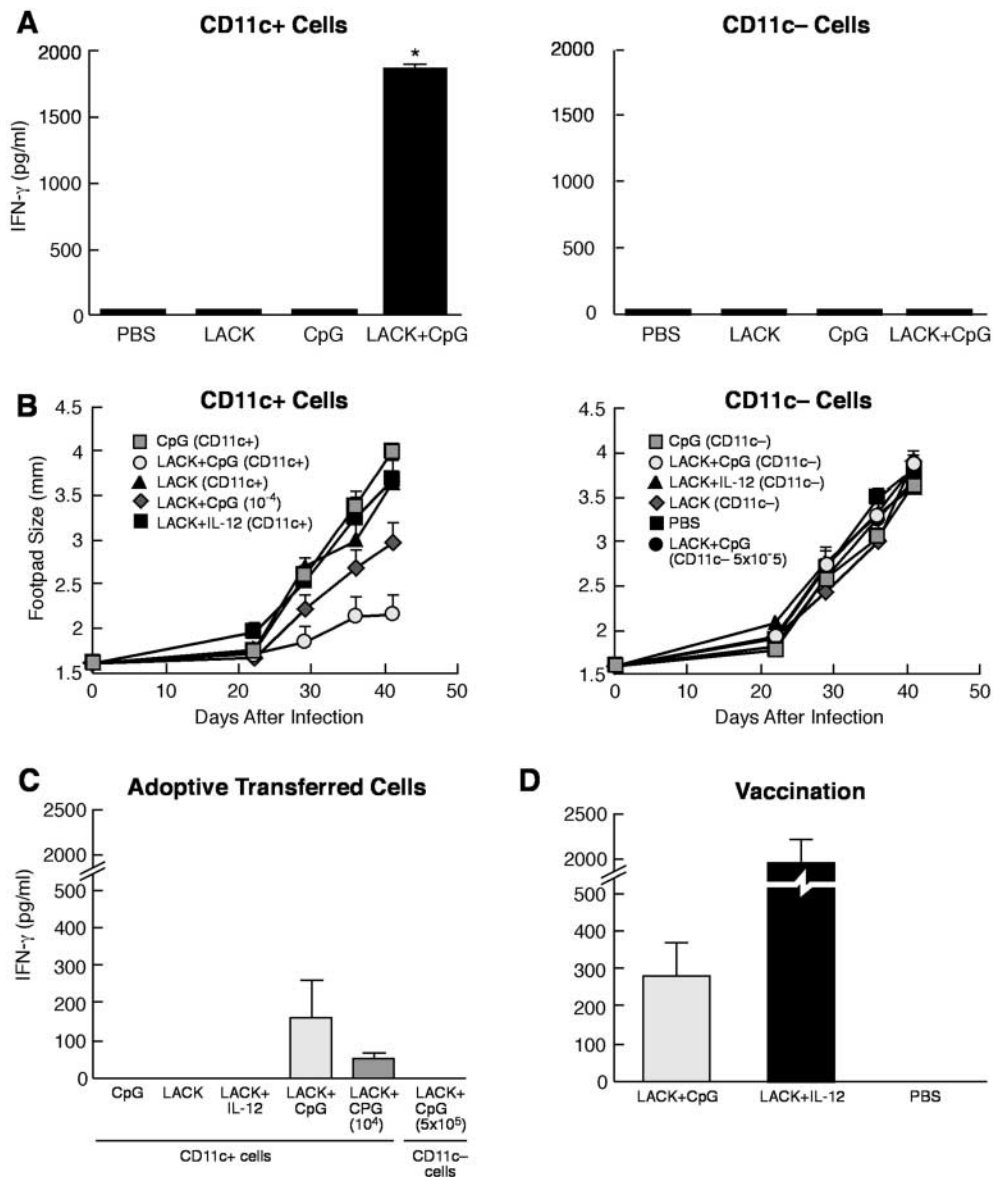 A
CD11c+ Cells
IFN-γ (pg/ml)
2000
1500
1000
500
0
*
PBS
LACK
CpG
LACK+CpG
CD11c– Cells
2000
1500
1000
500
0
PBS
LACK
CpG
LACK+CpG
B
CD11c+ Cells
Footpad Size (mm)
4.5
4
3.5
3
2.5
2
1.5
CpG (CD11c+)
LACK+CpG (CD11c+)
LACK (CD11c+)
LACK+CpG (10⁻⁴)
LACK+IL-12 (CD11c+)
0
10
20
30
40
50
Days After Infection
CD11c– Cells
4.5
4
3.5
3
2.5
2
1.5
CpG (CD11c–)
LACK+CpG (CD11c–)
LACK+IL-12 (CD11c–)
LACK (CD11c–)
PBS
LACK+CpG
(CD11c– 5x10⁻5)
0
10
20
30
40
50
Days After Infection
C
Adoptive Transferred Cells
IFN-γ (pg/ml)
2500
2000
500
400
300
200
100
0
CpG
LACK
LACK+
IL-12
LACK+
CpG
LACK+
CPG
(10⁴)
LACK+
CpG
(5x10⁵)
CD11c+ cells
CD11c–
cells
D
Vaccination
2500
2000
500
400
300
200
100
0
LACK+CpG
LACK+IL-12
PBS